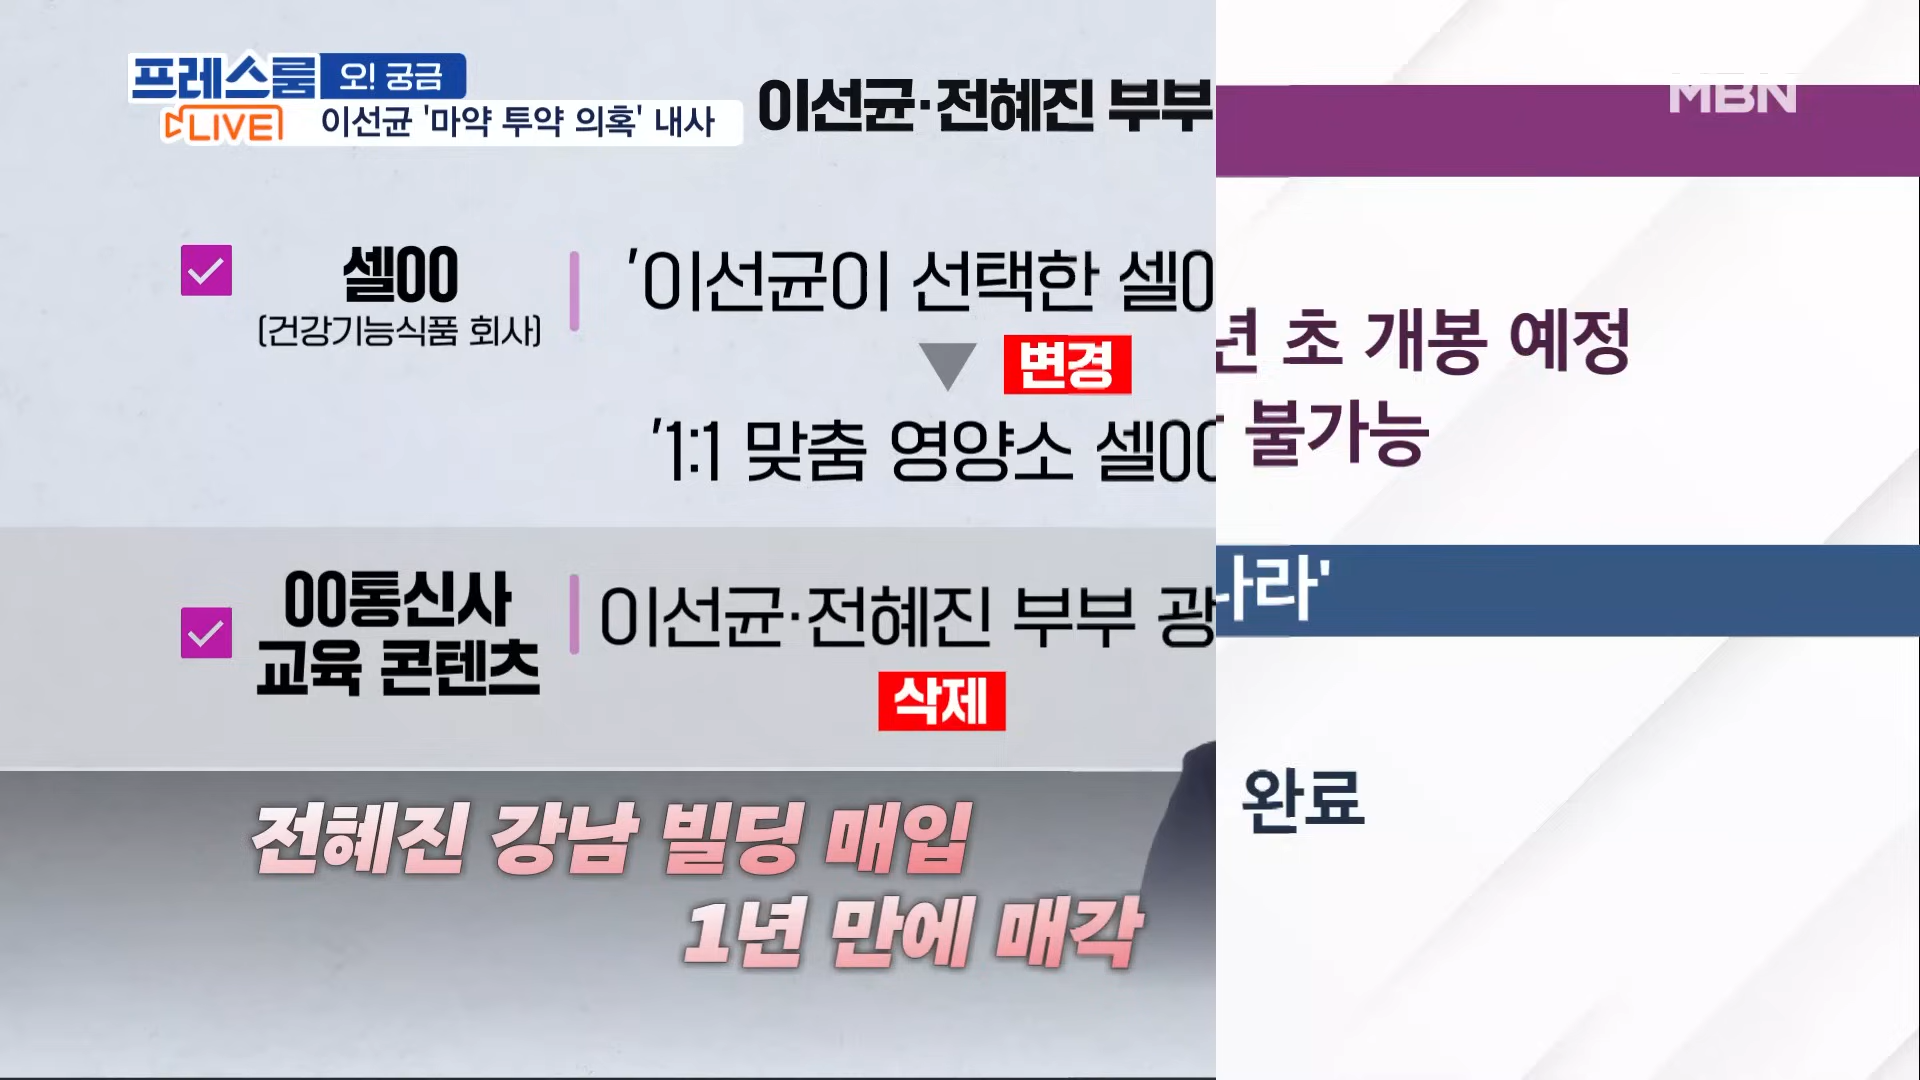 프레스룸 오! 궁금
LIVE! 이선균 '마약 투약 의혹' 내사
MBN
이선균·전혜진 부부
셀00
(건강기능식품 회사)
'이선균이 선택한 셀0
변경
'1:1 맞춤 영양소 셀00
00통신사
교육 콘텐츠
이선균·전혜진 부부 광
삭제
전혜진 강남 빌딩 매입
1년 만에 매각
년 초 개봉 예정
불가능
나라'
완료